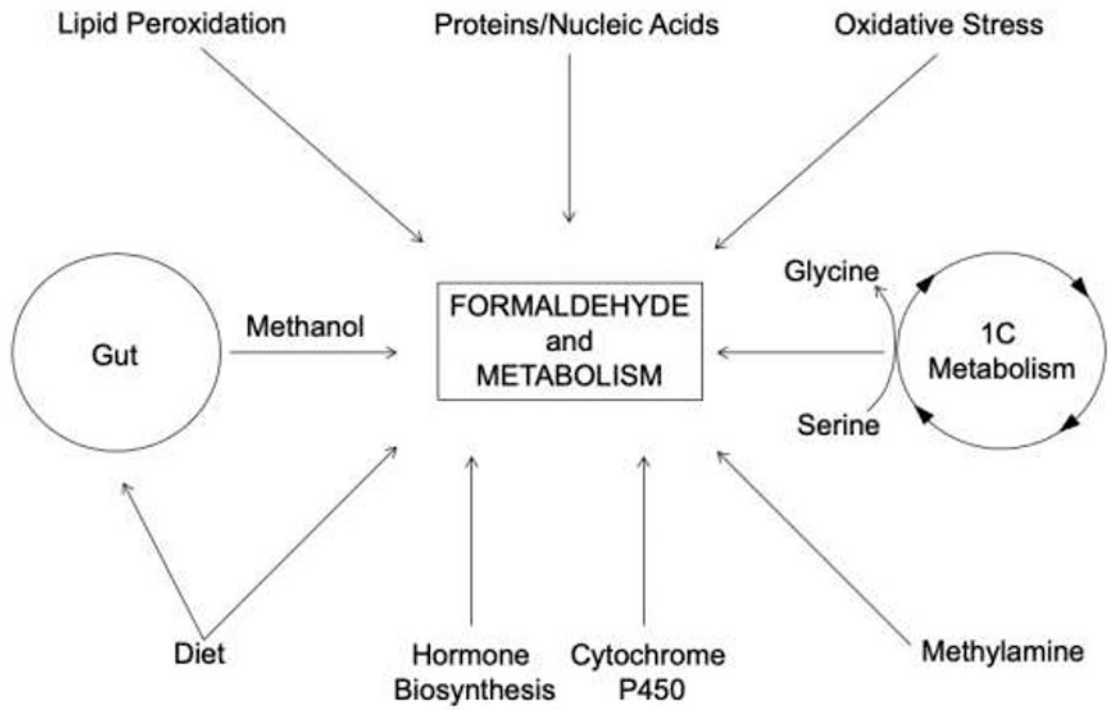 Lipid Peroxidation
Proteins/Nucleic Acids
Oxidative Stress
Glycine
Methanol
Gut
FORMALDEHYDE
and
METABOLISM
1C
Metabolism
Serine
Diet
Hormone
Biosynthesis
Cytochrome
P450
Methylamine